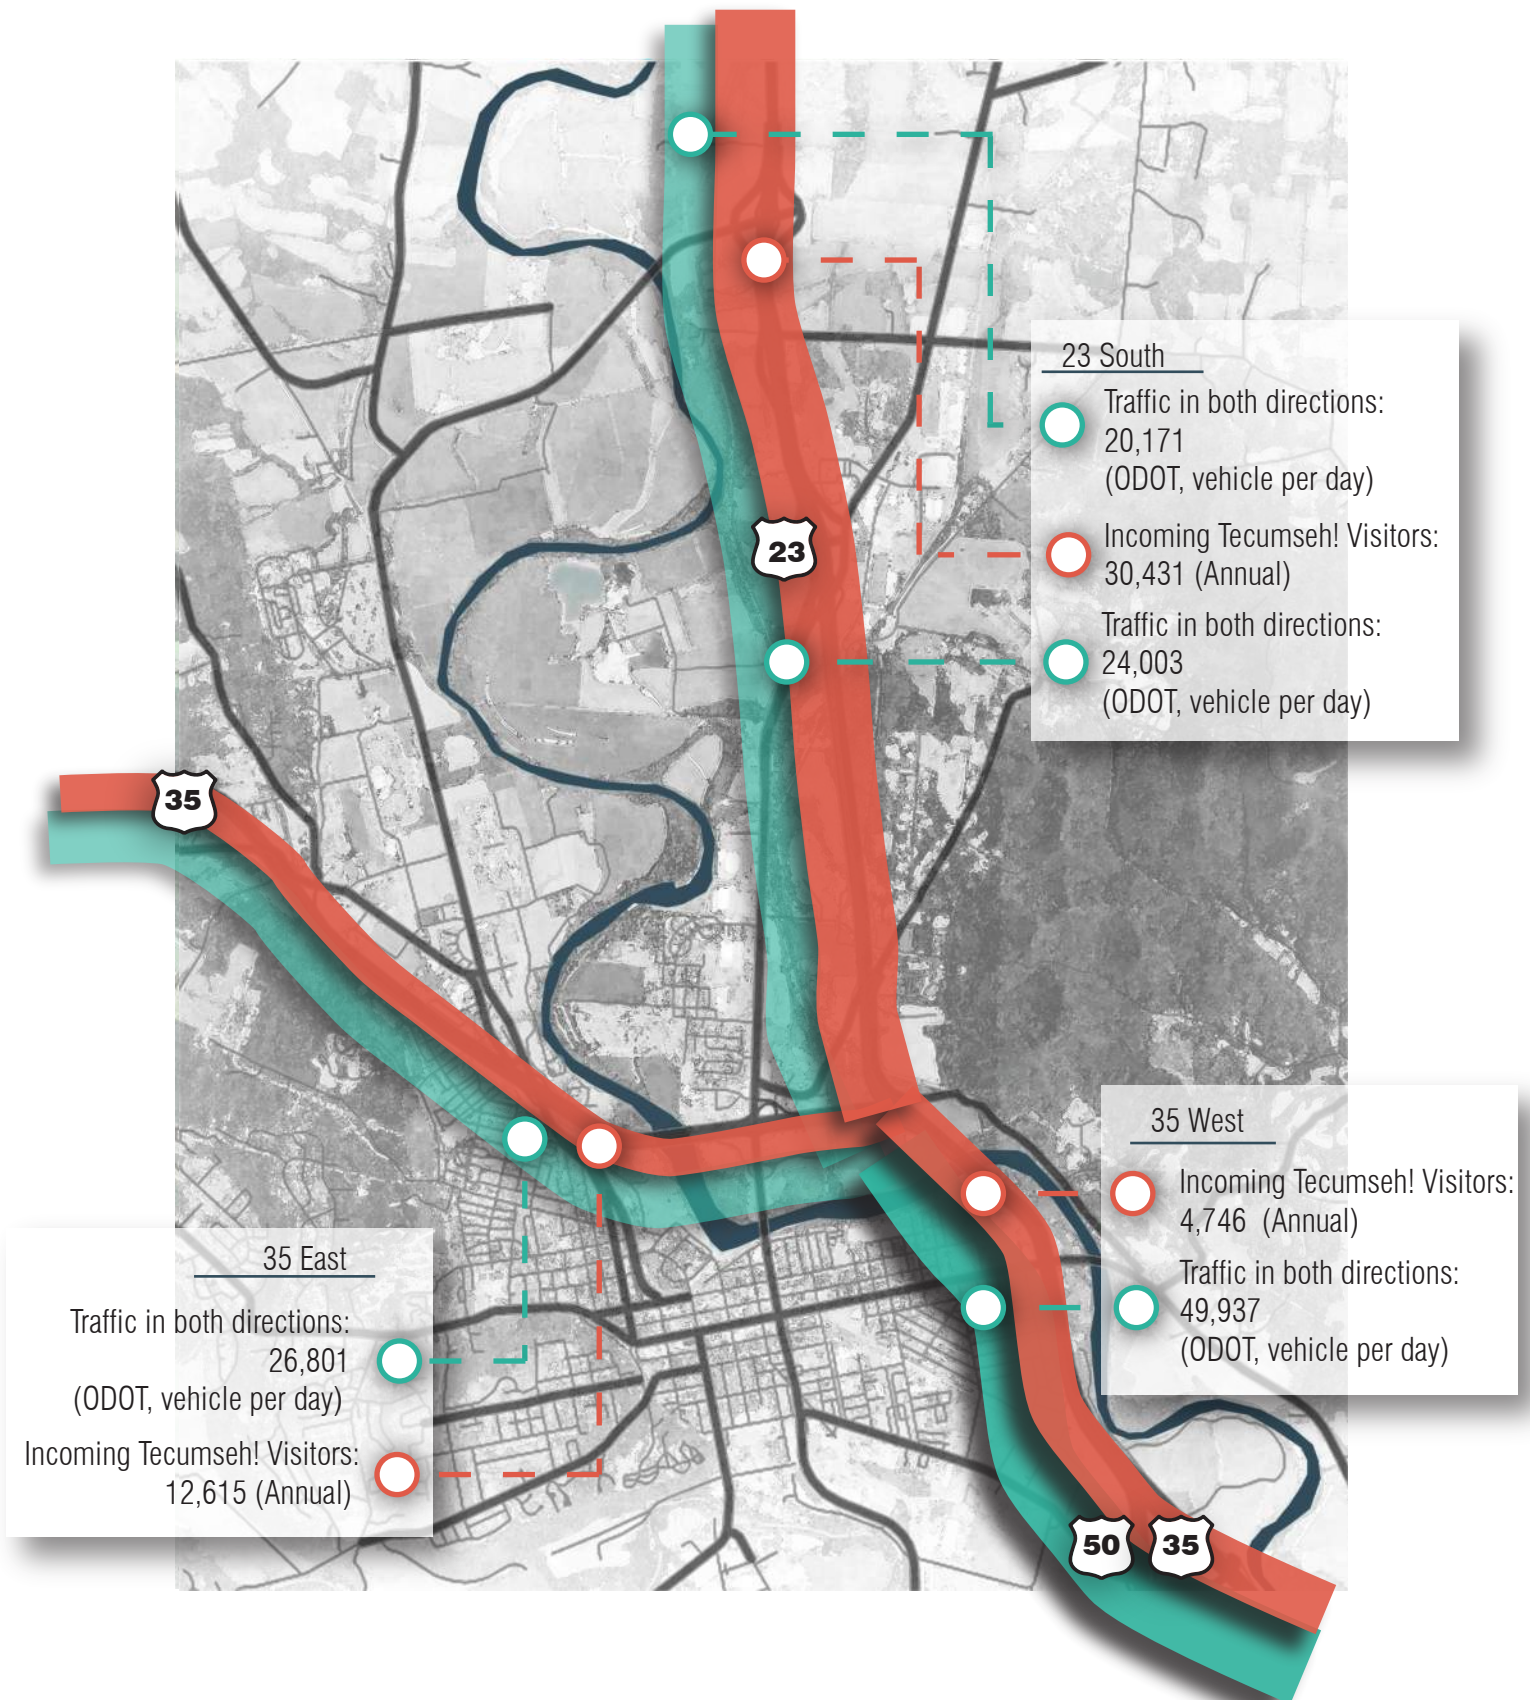 23 South
Traffic in both directions:
20,171
(ODOT, vehicle per day)
Incoming Tecumseh! Visitors:
30,431 (Annual)
Traffic in both directions:
24,003
(ODOT, vehicle per day)
23
35
35 West
Incoming Tecumseh! Visitors:
4,746 (Annual)
Traffic in both directions:
49,937
(ODOT, vehicle per day)
35 East
Traffic in both directions:
26,801
(ODOT, vehicle per day)
Incoming Tecumseh! Visitors:
12,615 (Annual)
50
35